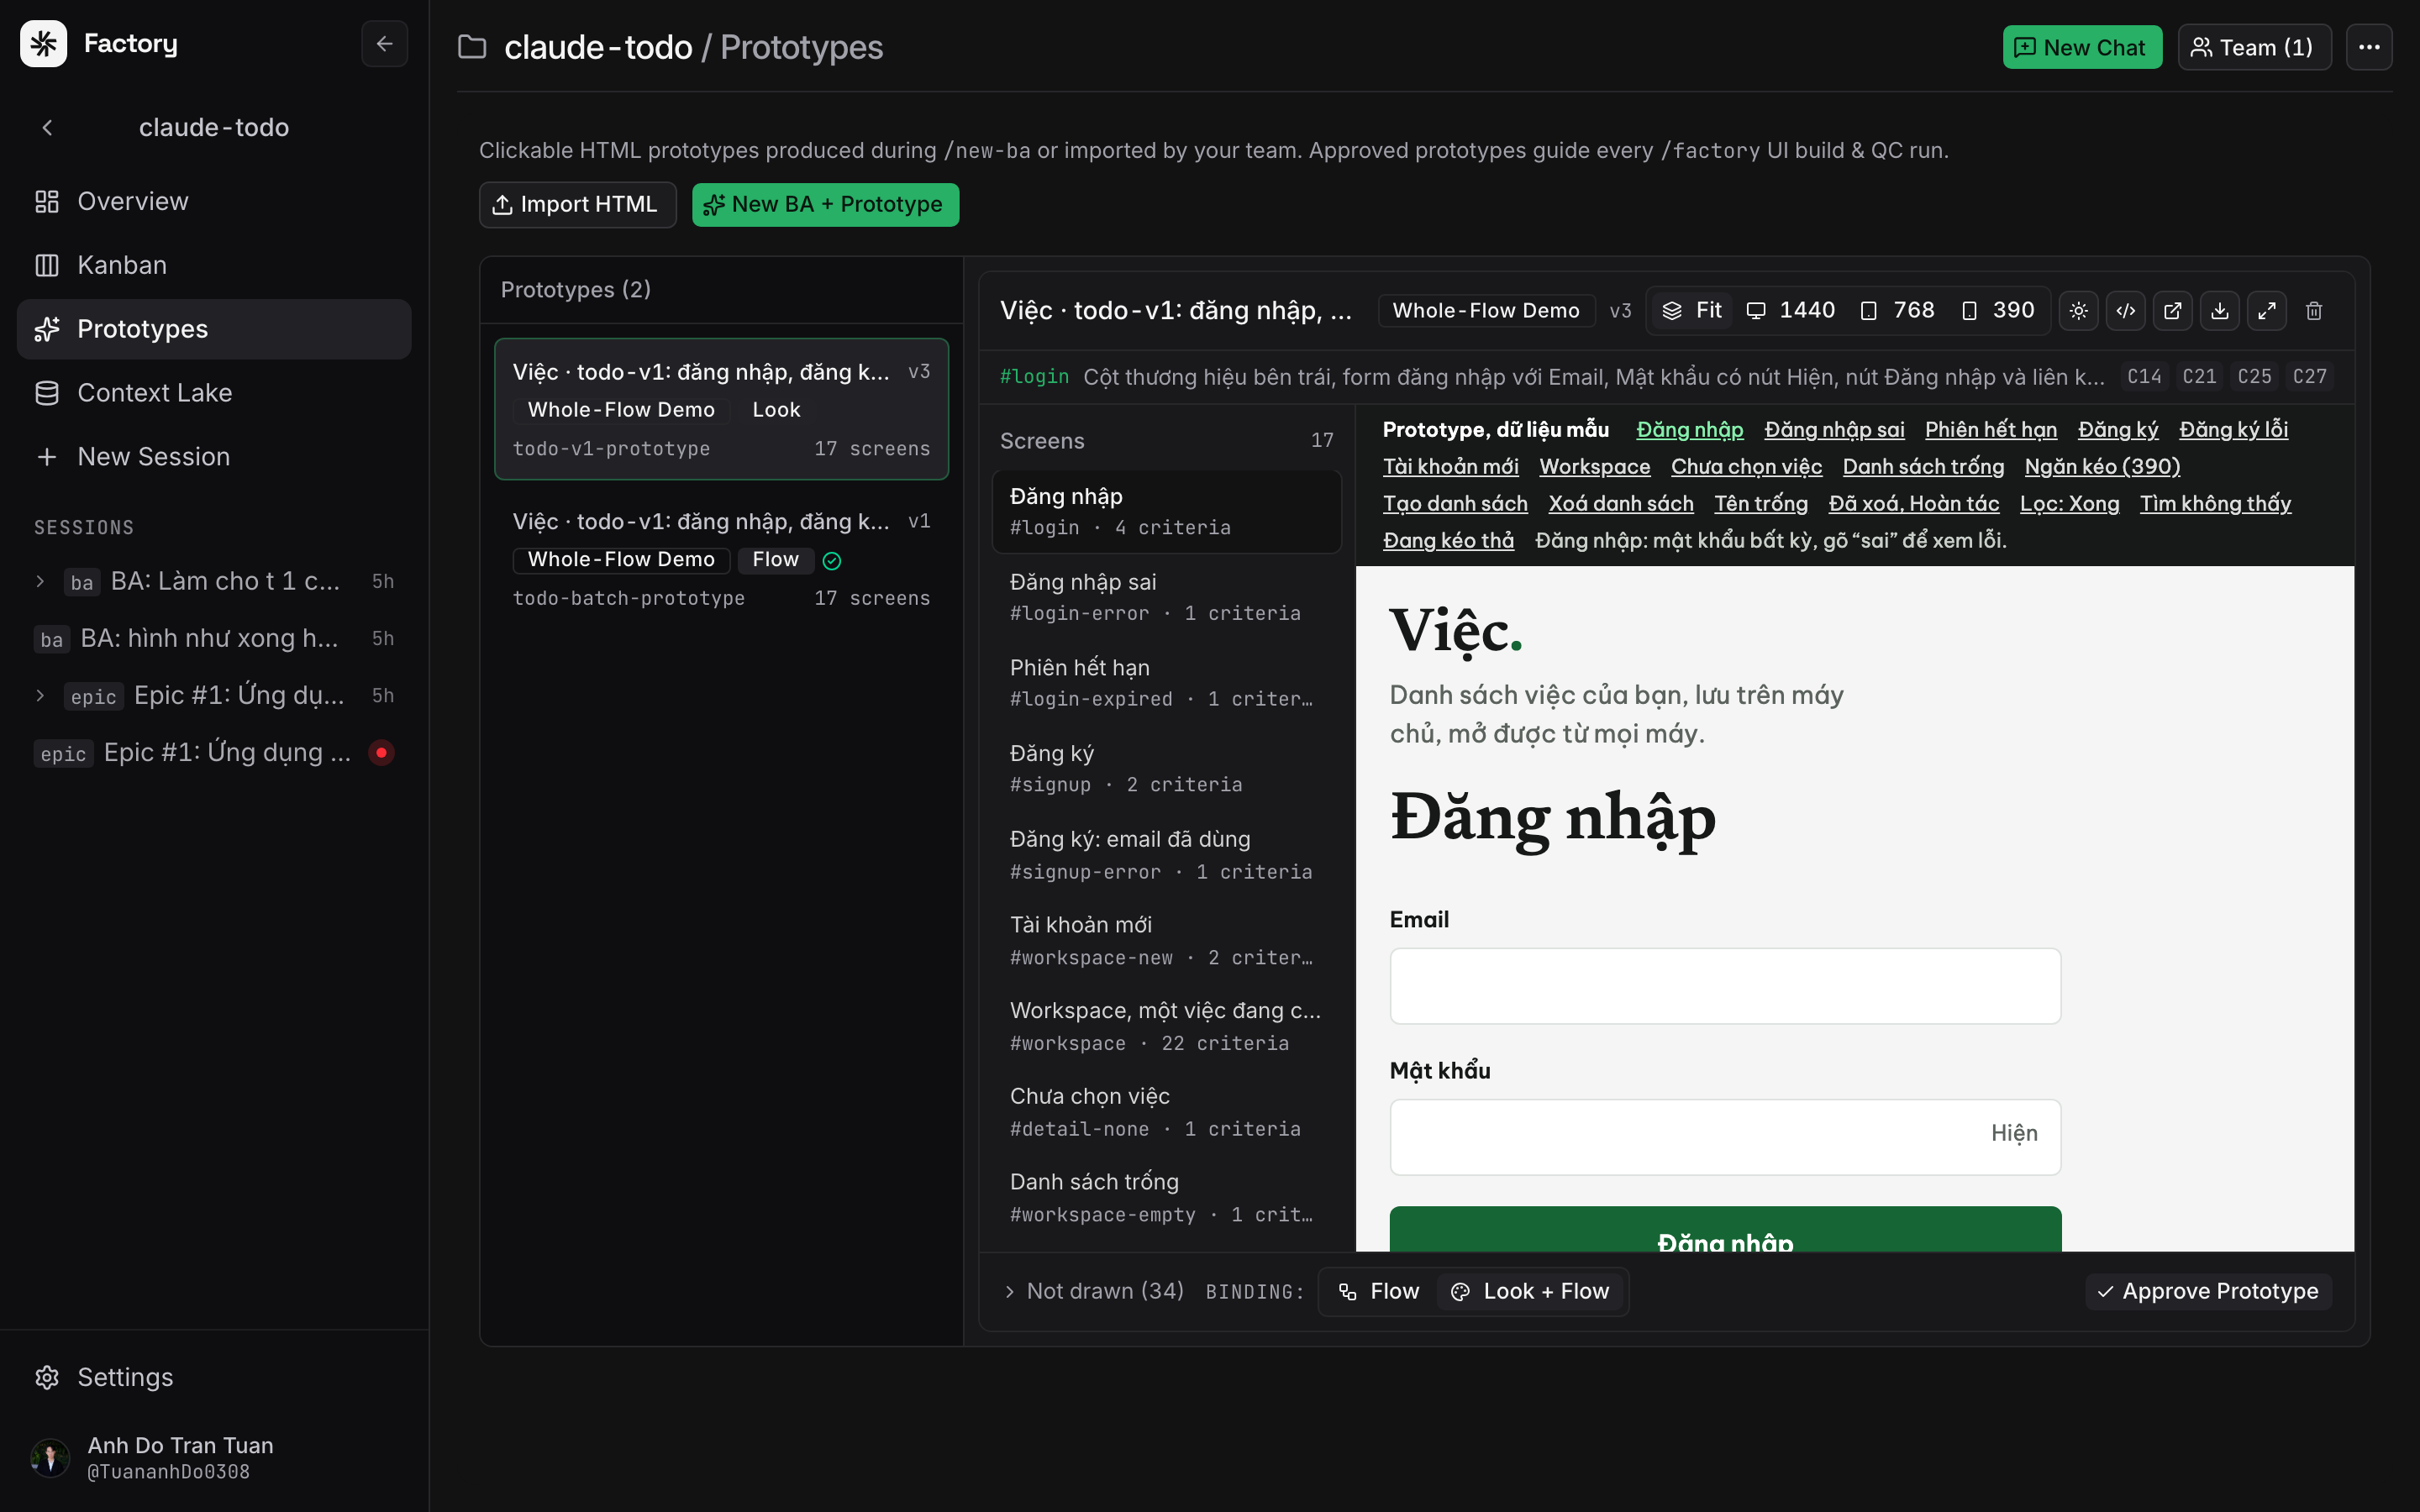 Factory
claude-todo
Overview
Kanban
Prototypes
Context Lake
New Session
SESSIONS
ba BA: Làm cho t 1 c... 5h
ba BA: hình như xong h... 5h
epic Epic #1: Ứng dụ... 5h
epic Epic #1: Ứng dụng ...
Settings
Anh Do Tran Tuan
@TuananhDo0308
claude-todo / Prototypes
New Chat
Team (1)
Clickable HTML prototypes produced during /new-ba or imported by your team. Approved prototypes guide every /factory UI build & QC run.
Import HTML
New BA + Prototype
Prototypes (2)
Việc · todo-v1: đăng nhập, đăng k... v3
Whole-Flow Demo Look
todo-v1-prototype 17 screens
Việc · todo-v1: đăng nhập, đăng k... v1
Whole-Flow Demo Flow
todo-batch-prototype 17 screens
Việc · todo-v1: đăng nhập, ... Whole-Flow Demo v3 Fit 1440 768 390
#login Cột thương hiệu bên trái, form đăng nhập với Email, Mật khẩu có nút Hiện, nút Đăng nhập và liên k... C14 C21 C25 C27
Screens 17
Đăng nhập
#login · 4 criteria
Đăng nhập sai
#login-error · 1 criteria
Phiên hết hạn
#login-expired · 1 criter...
Đăng ký
#signup · 2 criteria
Đăng ký: email đã dùng
#signup-error · 1 criteria
Tài khoản mới
#workspace-new · 2 criter...
Workspace, một việc đang c...
#workspace · 22 criteria
Chưa chọn việc
#detail-none · 1 criteria
Danh sách trống
#workspace-empty · 1 crit...
Prototype, dữ liệu mẫu Đăng nhập Đăng nhập sai Phiên hết hạn Đăng ký Đăng ký lỗi
Tài khoản mới Workspace Chưa chọn việc Danh sách trống Ngăn kéo (390)
Tạo danh sách Xoá danh sách Tên trống Đã xoá, Hoàn tác Lọc: Xong Tìm không thấy
Đang kéo thả Đăng nhập: mật khẩu bất kỳ, gõ “sai” để xem lỗi.
Việc.
Danh sách việc của bạn, lưu trên máy
chủ, mở được từ mọi máy.
Đăng nhập
Email
Mật khẩu
Hiện
Đăng nhập
Not drawn (34) BINDING: Flow Look + Flow
Approve Prototype